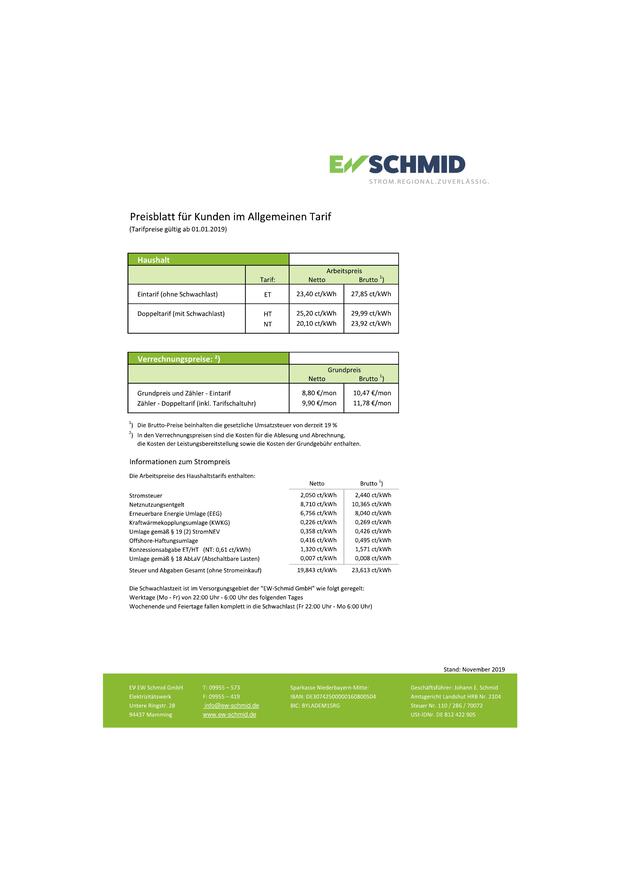 EW SCHMID
STROM.REGIONAL.ZUVERLÄSSIG.
Preisblatt für Kunden im Allgemeinen Tarif
(Tarifpreise gültig ab 01.01.2019)
Haushalt
Arbeitspreis
Tarif: Netto Brutto ¹)
Eintarif (ohne Schwachlast) ET 23,40 ct/kWh 27,85 ct/kWh
Doppeltarif (mit Schwachlast) HT 25,20 ct/kWh 29,99 ct/kWh
NT 20,10 ct/kWh 23,92 ct/kWh
Verrechnungspreise: ²)
Grundpreis
Netto Brutto ¹)
Grundpreis und Zähler - Eintarif 8,80 €/mon 10,47 €/mon
Zähler - Doppeltarif (inkl. Tarifschaltuhr) 9,90 €/mon 11,78 €/mon
¹) Die Brutto-Preise beinhalten die gesetzliche Umsatzsteuer von derzeit 19 %
²) In den Verrechnungspreisen sind die Kosten für die Ablesung und Abrechnung,
die Kosten der Leistungsbereitstellung sowie die Kosten der Grundgebühr enthalten.
Informationen zum Strompreis
Die Arbeitspreise des Haushaltstarifs enthalten:
Netto Brutto ¹)
Stromsteuer 2,050 ct/kWh 2,440 ct/kWh
Netznutzungsentgelt 8,710 ct/kWh 10,365 ct/kWh
Erneuerbare Energie Umlage (EEG) 6,756 ct/kWh 8,040 ct/kWh
Kraftwärmekopplungsumlage (KWKG) 0,226 ct/kWh 0,269 ct/kWh
Umlage gemäß § 19 (2) StromNEV 0,358 ct/kWh 0,426 ct/kWh
Offshore-Haftungsumlage 0,416 ct/kWh 0,495 ct/kWh
Konzessionsabgabe ET/HT (NT: 0,61 ct/kWh) 1,320 ct/kWh 1,571 ct/kWh
Umlage gemäß § 18 AbLaV (Abschaltbare Lasten) 0,007 ct/kWh 0,008 ct/kWh
Steuer und Abgaben Gesamt (ohne Stromeinkauf) 19,843 ct/kWh 23,613 ct/kWh
Die Schwachlastzeit ist im Versorgungsgebiet der "EW-Schmid GmbH" wie folgt geregelt:
Werktage (Mo - Fr) von 22:00 Uhr - 6:00 Uhr des folgenden Tages
Wochenende und Feiertage fallen komplett in die Schwachlast (Fr 22:00 Uhr - Mo 6:00 Uhr)
Stand: November 2019
EV EW Schmid GmbH T: 09955 – 573 Sparkasse Niederbayern-Mitte: Geschäftsführer: Johann E. Schmid
Elektrizitätswerk F: 09955 – 419 IBAN: DE30742500000160800504 Amtsgericht Landshut HRB Nr. 2104
Untere Ringstr. 28 info@ew-schmid.de BIC: BYLADEM1SRG Steuer Nr. 110 / 286 / 70072
94437 Mamming www.ew-schmid.de USt-IDNr. DE 812 422 905